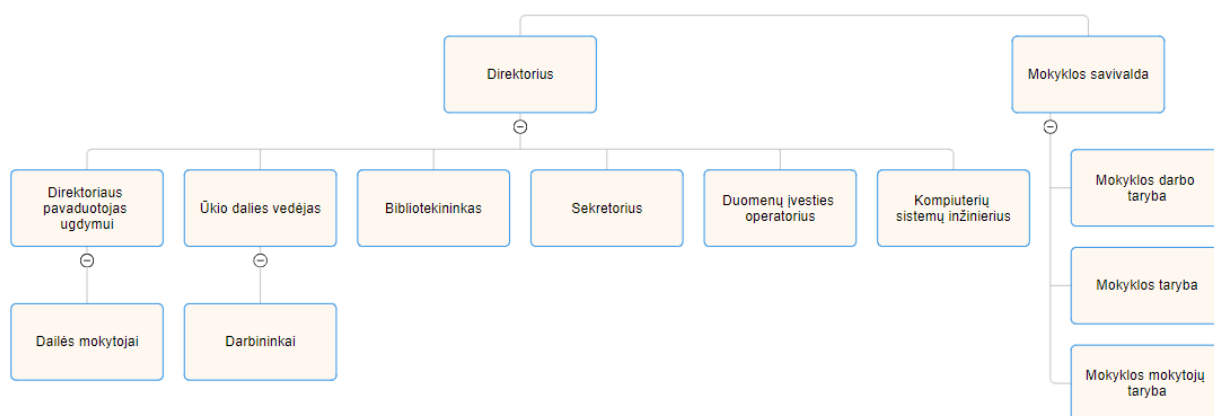 Direktorius
Mokyklos savivalda
Direktoriaus
pavaduotojas
ugdymui
Ūkio dalies vedėjas
Bibliotekininkas
Sekretorius
Duomenų įvesties
operatorius
Kompiuterių
sistemų inžinierius
Mokyklos darbo
taryba
Mokyklos taryba
Dailės mokytojai
Darbininkai
Mokyklos mokytojų
taryba